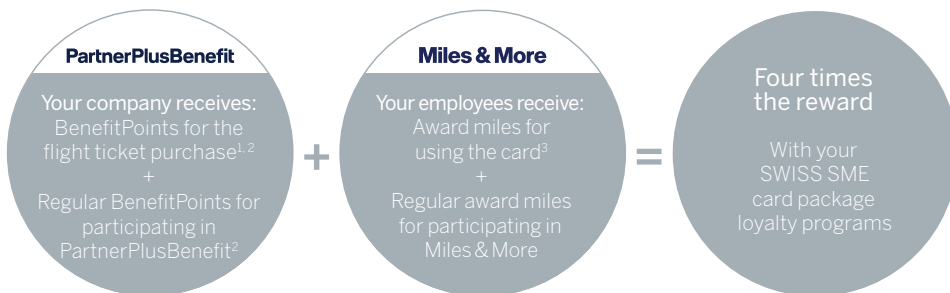 PartnerPlusBenefit
Your company receives:
BenefitPoints for the
flight ticket purchase1, 2
+
Regular BenefitPoints for
participating in
PartnerPlusBenefit2
+
Miles & More
Your employees receive:
Award miles for
using the card3
+
Regular award miles
for participating in
Miles & More
=
Four times
the reward
With your
SWISS SME
card package
loyalty programs